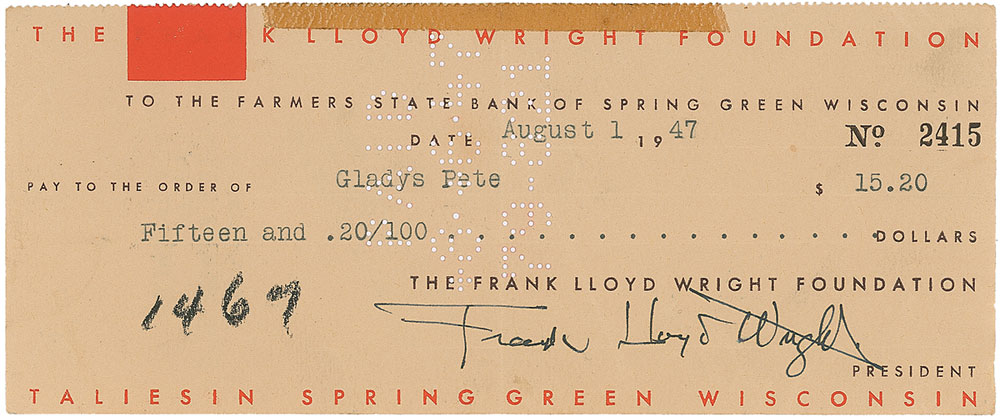 THE K LLOYD WRIGHT FOUNDATION
TO THE FARMERS STATE BANK OF SPRING GREEN WISCONSIN
DATE August 1 19 47 Nº 2415
PAY TO THE ORDER OF Gladys Pete $ 15.20
Fifteen and .20/100 . . . . . . . . . . . . . . . . . DOLLARS
THE FRANK LLOYD WRIGHT FOUNDATION
1469
Frank Lloyd Wright
PRESIDENT
TALIESIN SPRING GREEN WISCONSIN